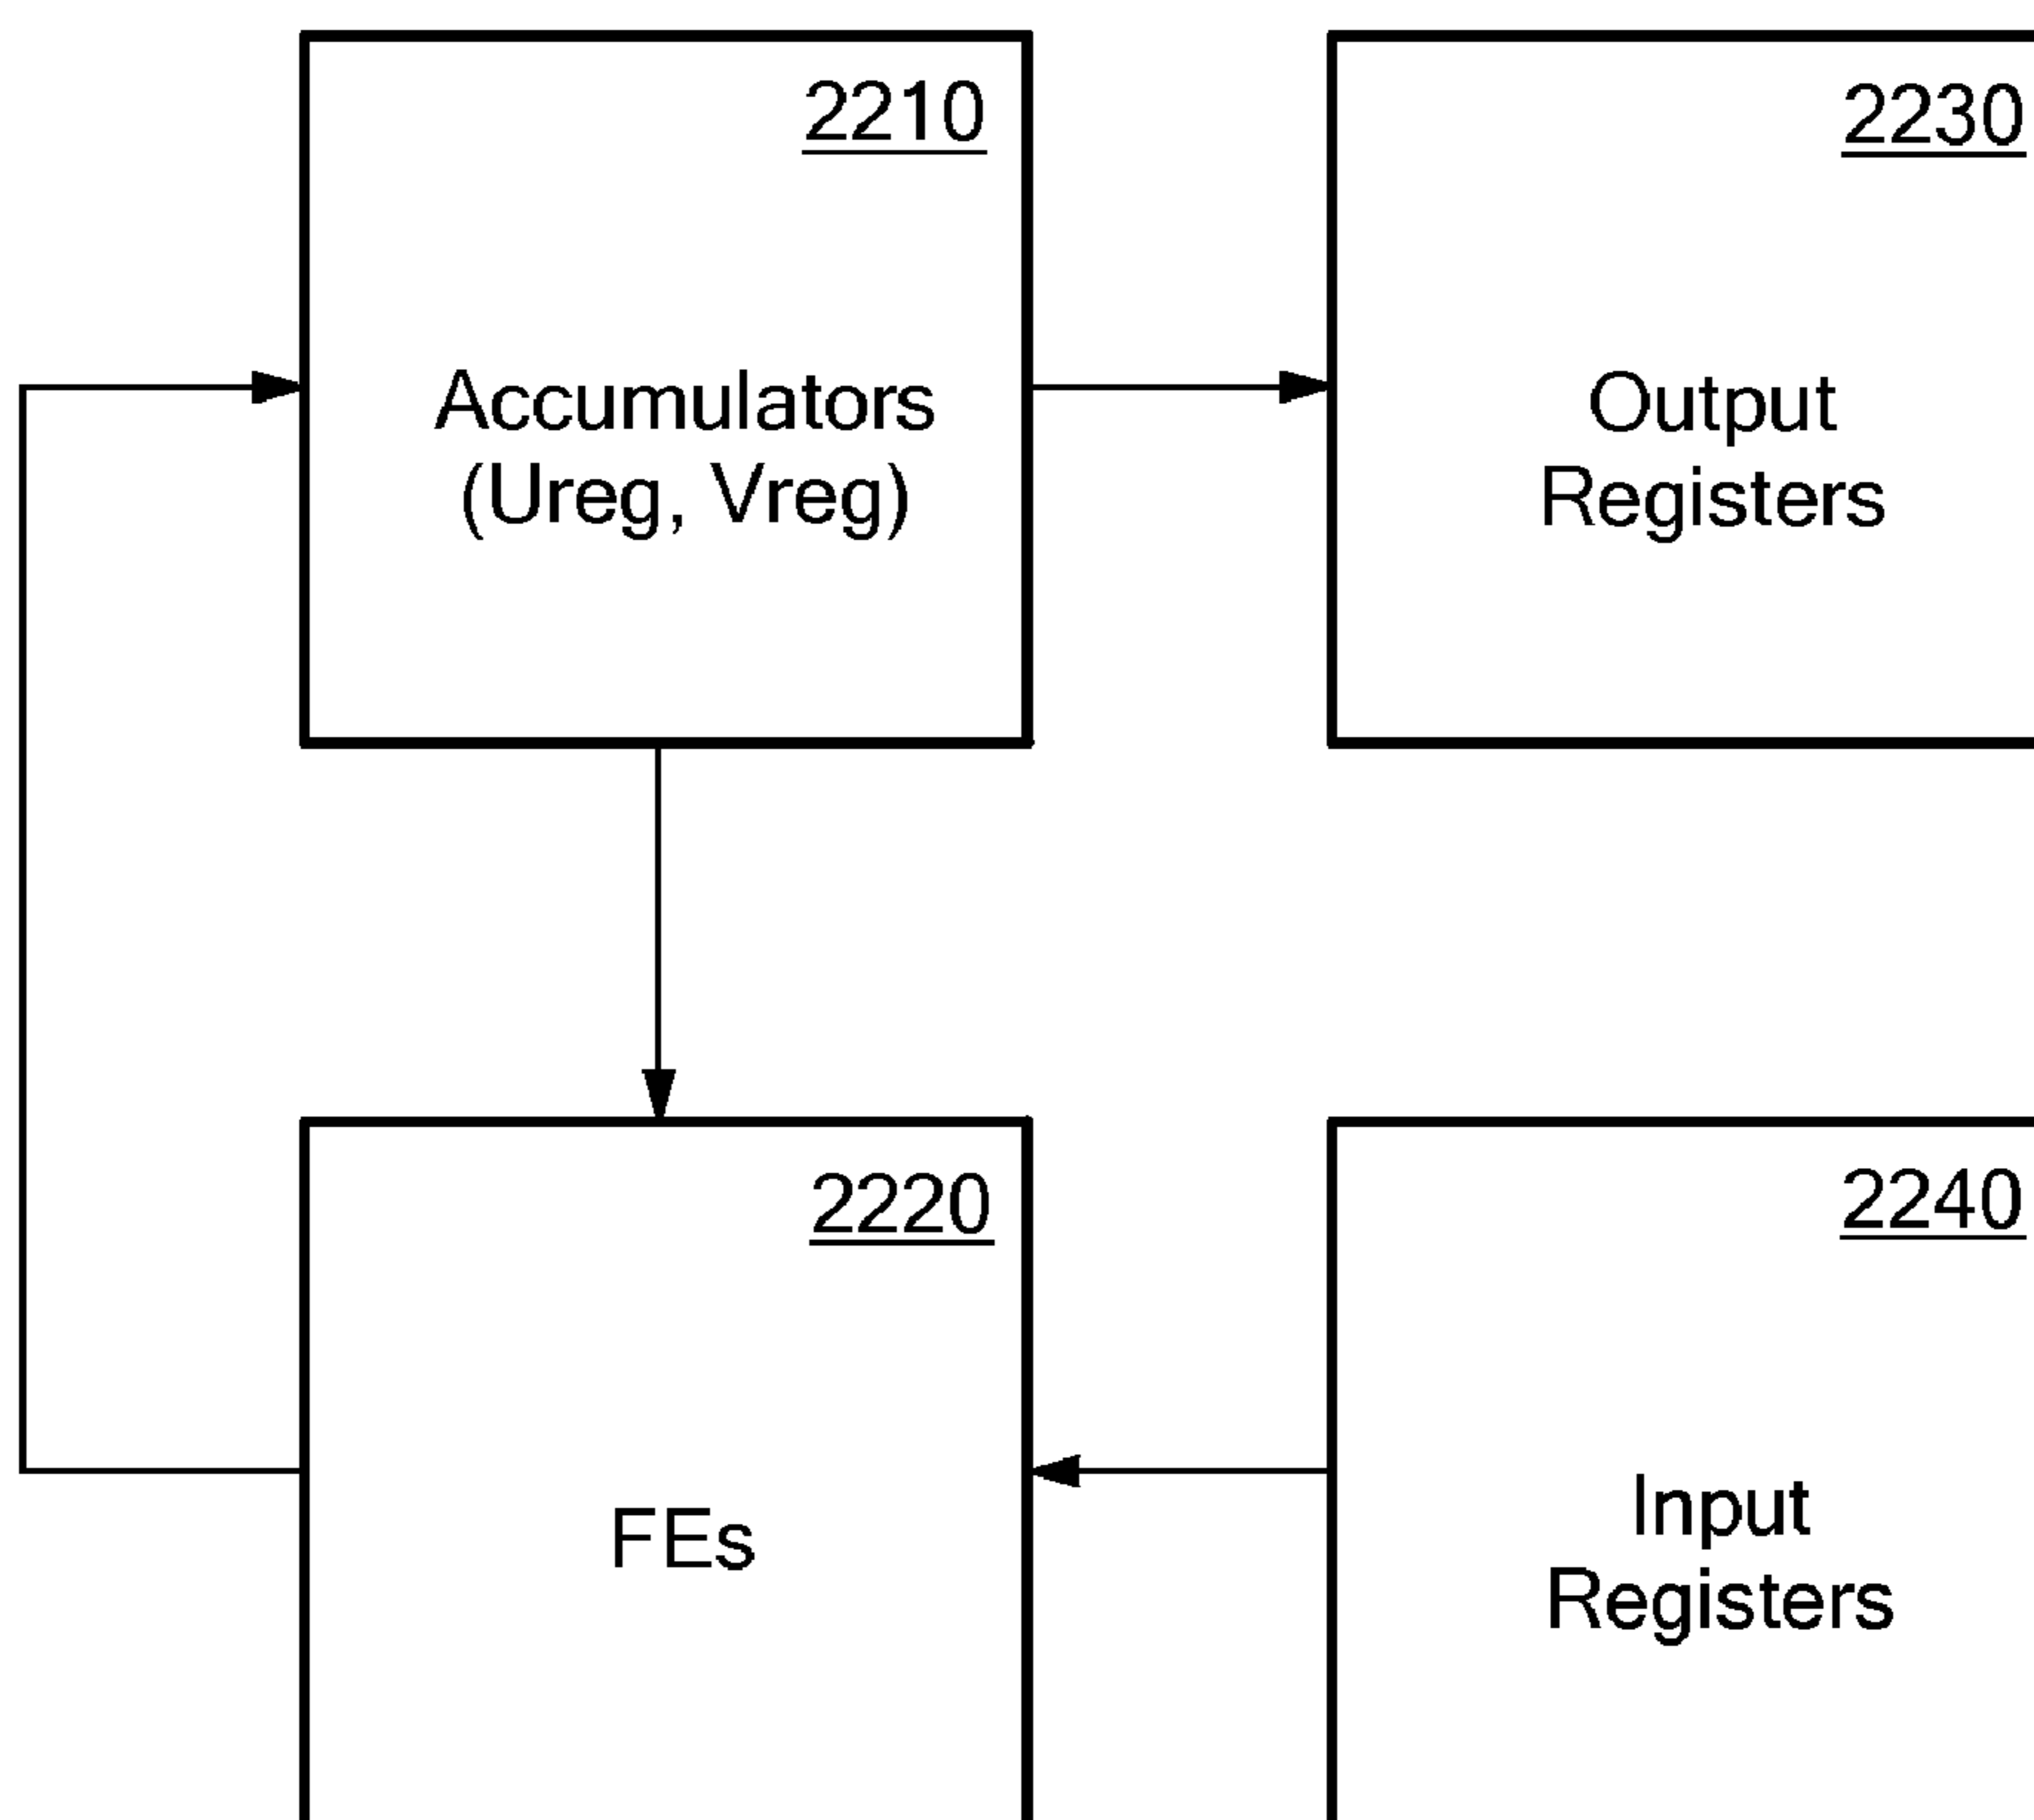 2210
Accumulators
(Ureg, Vreg)
2230
Output
Registers
2220
FEs
2240
Input
Registers